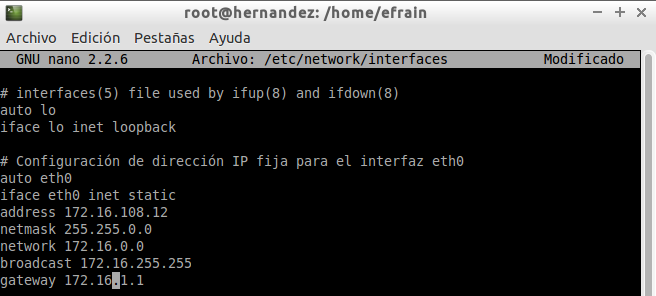 root@hernandez: /home/efrain
Archivo Edición Pestañas Ayuda
GNU nano 2.2.6 Archivo: /etc/network/interfaces Modificado
# interfaces(5) file used by ifup(8) and ifdown(8)
auto lo
iface lo inet loopback
# Configuración de dirección IP fija para el interfaz eth0
auto eth0
iface eth0 inet static
address 172.16.108.12
netmask 255.255.0.0
network 172.16.0.0
broadcast 172.16.255.255
gateway 172.16.1.1